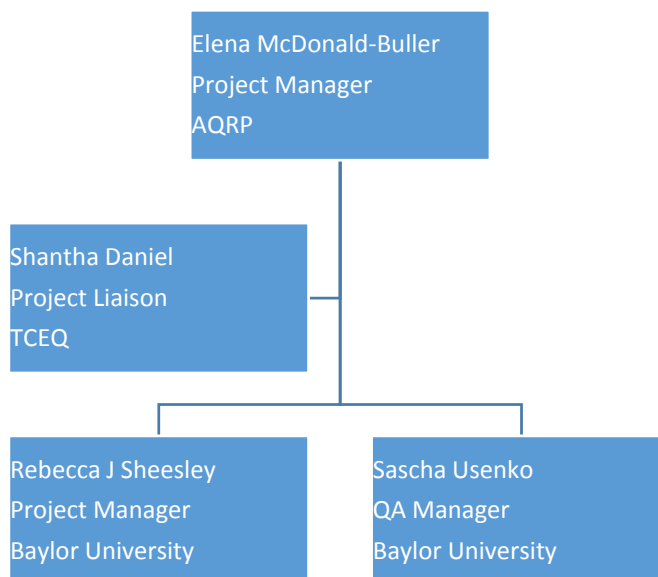 Elena McDonald-Buller
Project Manager
AQRP
Shantha Daniel
Project Liaison
TCEQ
Rebecca J Sheesley
Project Manager
Baylor University
Sascha Usenko
QA Manager
Baylor University